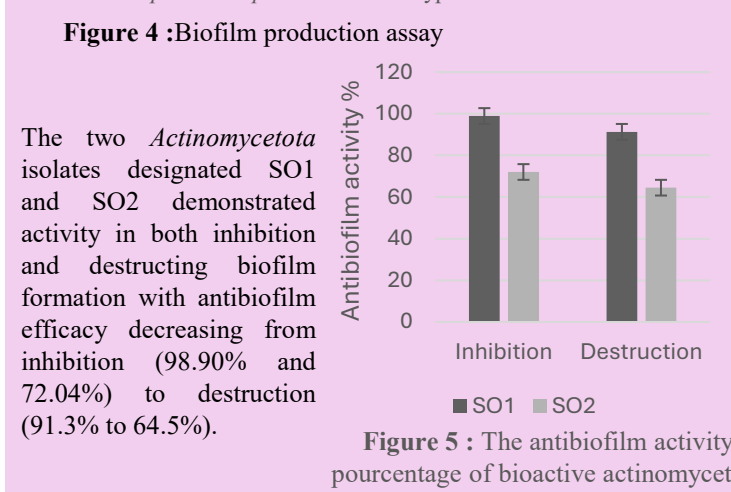 Figure 4 :Biofilm production assay
The two Actinomycetota
isolates designated SO1
and SO2 demonstrated
activity in both inhibition
and destructing biofilm
formation with antibiofilm
efficacy decreasing from
inhibition (98.90% and
72.04%) to destruction
(91.3% to 64.5%).
Antibiofilm activity %
120
100
80
60
40
20
0
Inhibition Destruction
SO1 SO2
Figure 5 : The antibiofilm activity
pourcentage of bioactive actinomycet